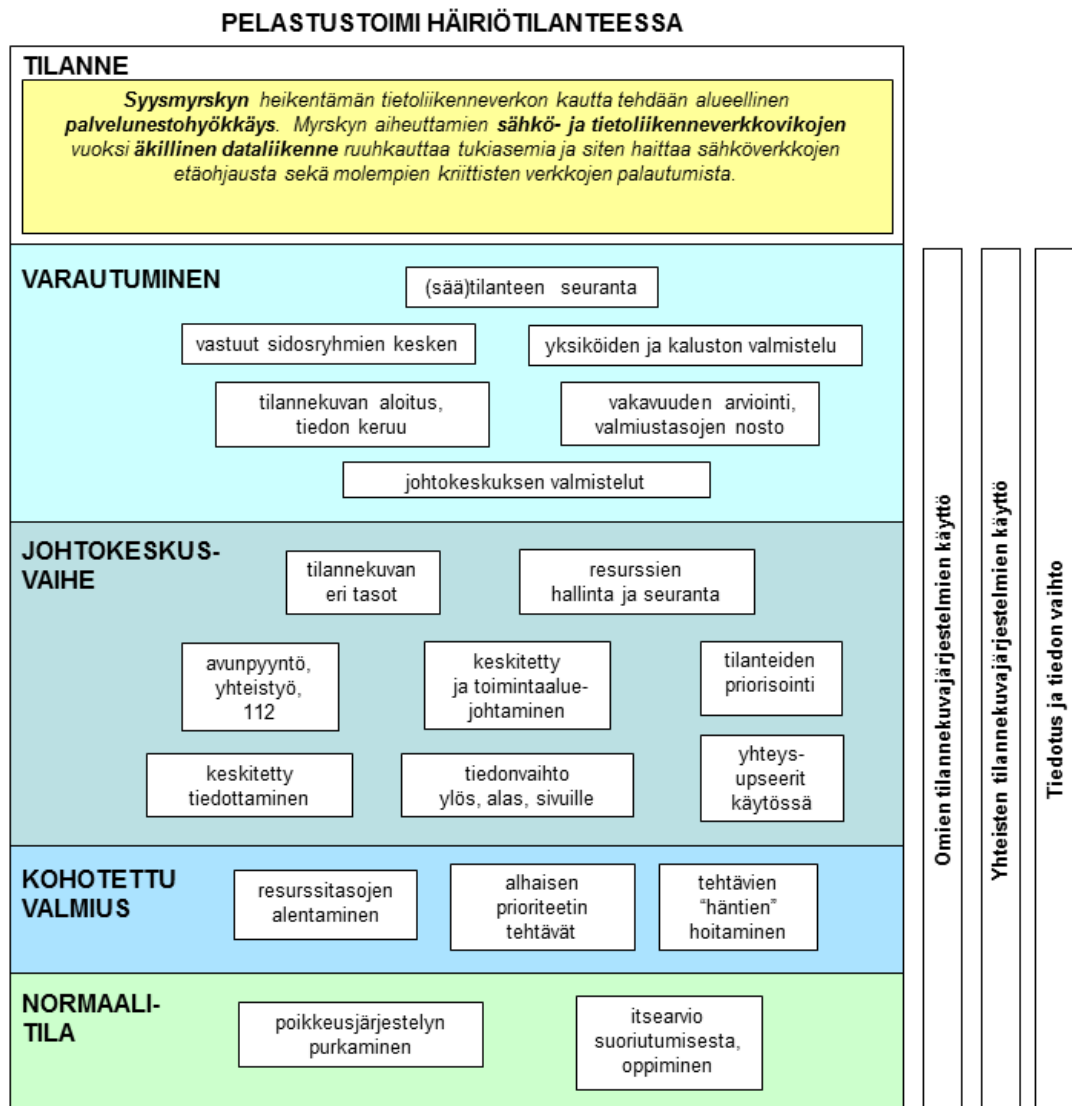 PELASTUSTOIMI HÄIRIÖTILANTEESSA
TILANNE
Syysmyrskyn heikentämän tietoliikenneverkon kautta tehdään alueellinen
palvelunestohyökkäys. Myrskyn aiheuttamien sähkö- ja tietoliikenneverkkovikojen
vuoksi äkillinen dataliikenne ruuhkauttaa tukiasemia ja siten haittaa sähköverkkojen
etäohjausta sekä molempien kriittisten verkkojen palautumista.
VARAUTUMINEN
(sää)tilanteen seuranta
vastuut sidosryhmien kesken
yksiköiden ja kaluston valmistelu
tilannekuvan aloitus,
tiedon keruu
vakavuuden arviointi,
valmiustasojen nosto
johtokeskuksen valmistelut
JOHTOKESKUS-
VAIHE
tilannekuvan
eri tasot
resurssien
hallinta ja seuranta
avunpyyntö,
yhteistyö,
112
keskitetty
ja toimintaalue-
johtaminen
tilanteiden
priorisointi
keskitetty
tiedottaminen
tiedonvaihto
ylös, alas, sivuille
yhteys-
upseerit
käytössä
KOHOTETTU
VALMIUS
resurssitasojen
alentaminen
alhaisen
prioriteetin
tehtävät
tehtävien
“häntien”
hoitaminen
NORMAALI-
TILA
poikkeusjärjestelyn
purkaminen
itsearvio
suoriutumisesta,
oppiminen
Omien tilannekuvajärjestelmien käyttö
Yhteisten tilannekuvajärjestelmien käyttö
Tiedotus ja tiedon vaihto